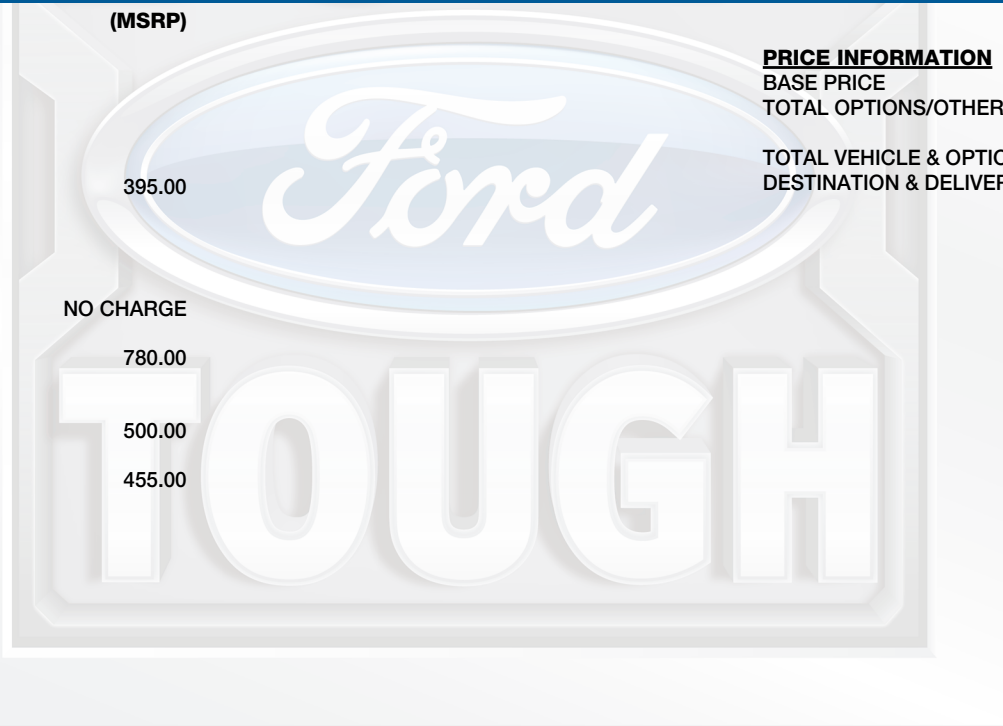 (MSRP)
395.00
NO CHARGE
780.00
500.00
455.00
PRICE INFORMATION
BASE PRICE
TOTAL OPTIONS/OTHER
TOTAL VEHICLE & OPTIO
DESTINATION & DELIVER
Ford
TOUGH